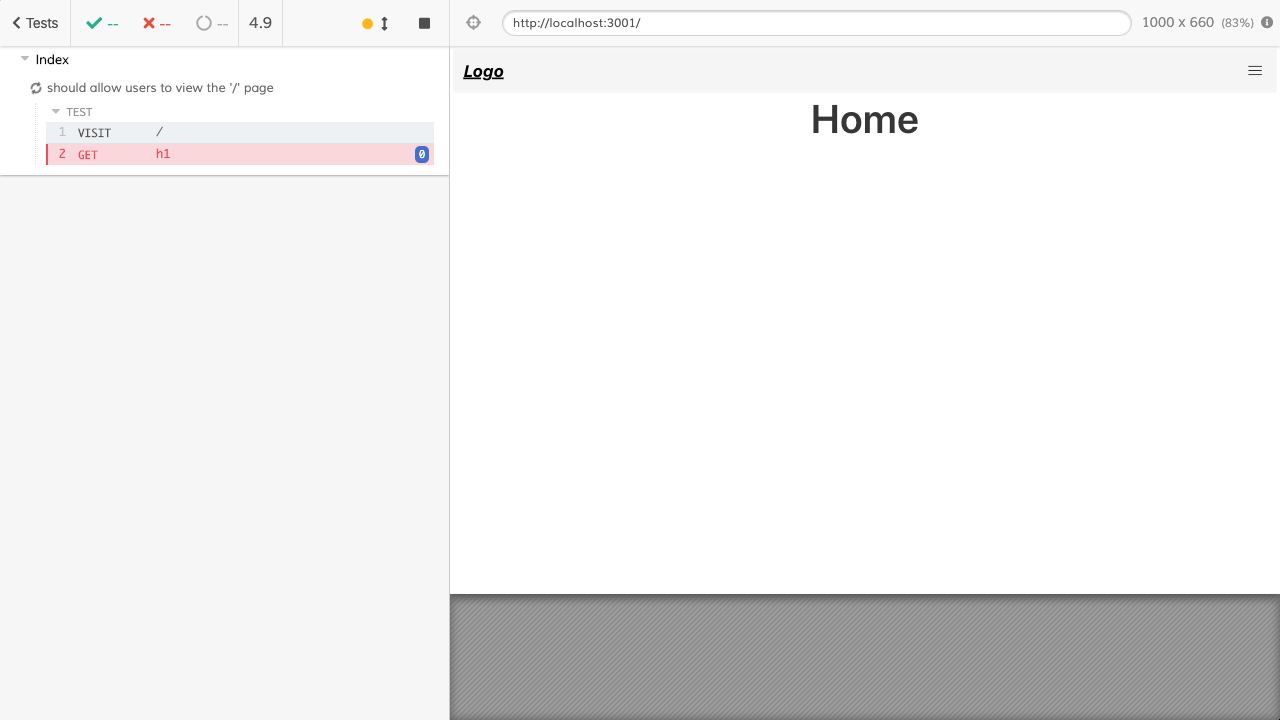 Tests -- -- -- 4.9
http://localhost:3001/ 1000 x 660 (83%)
Index
should allow users to view the '/' page
TEST
1 VISIT /
2 GET h1 0
Logo
Home